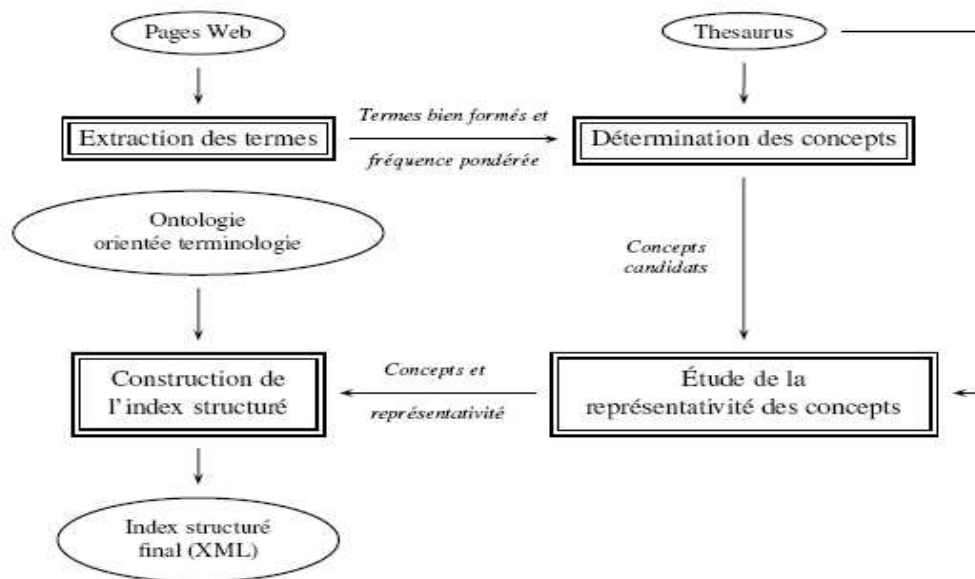 Pages Web
Thesaurus
Extraction des termes
Termes bien formés et
fréquence pondérée
Détermination des concepts
Ontologie
orientée terminologie
Concepts
candidats
Construction de
l'index structuré
Concepts et
représentativité
Étude de la
représentativité des concepts
Index structuré
final (XML)